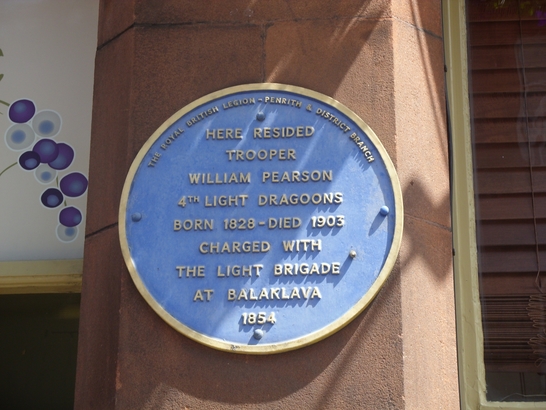 THE ROYAL BRITISH LEGION - PENRITH & DISTRICT BRANCH
HERE RESIDED
TROOPER
WILLIAM PEARSON
4TH LIGHT DRAGOONS
BORN 1828 - DIED 1903
CHARGED WITH
THE LIGHT BRIGADE
AT BALAKLAVA
1854